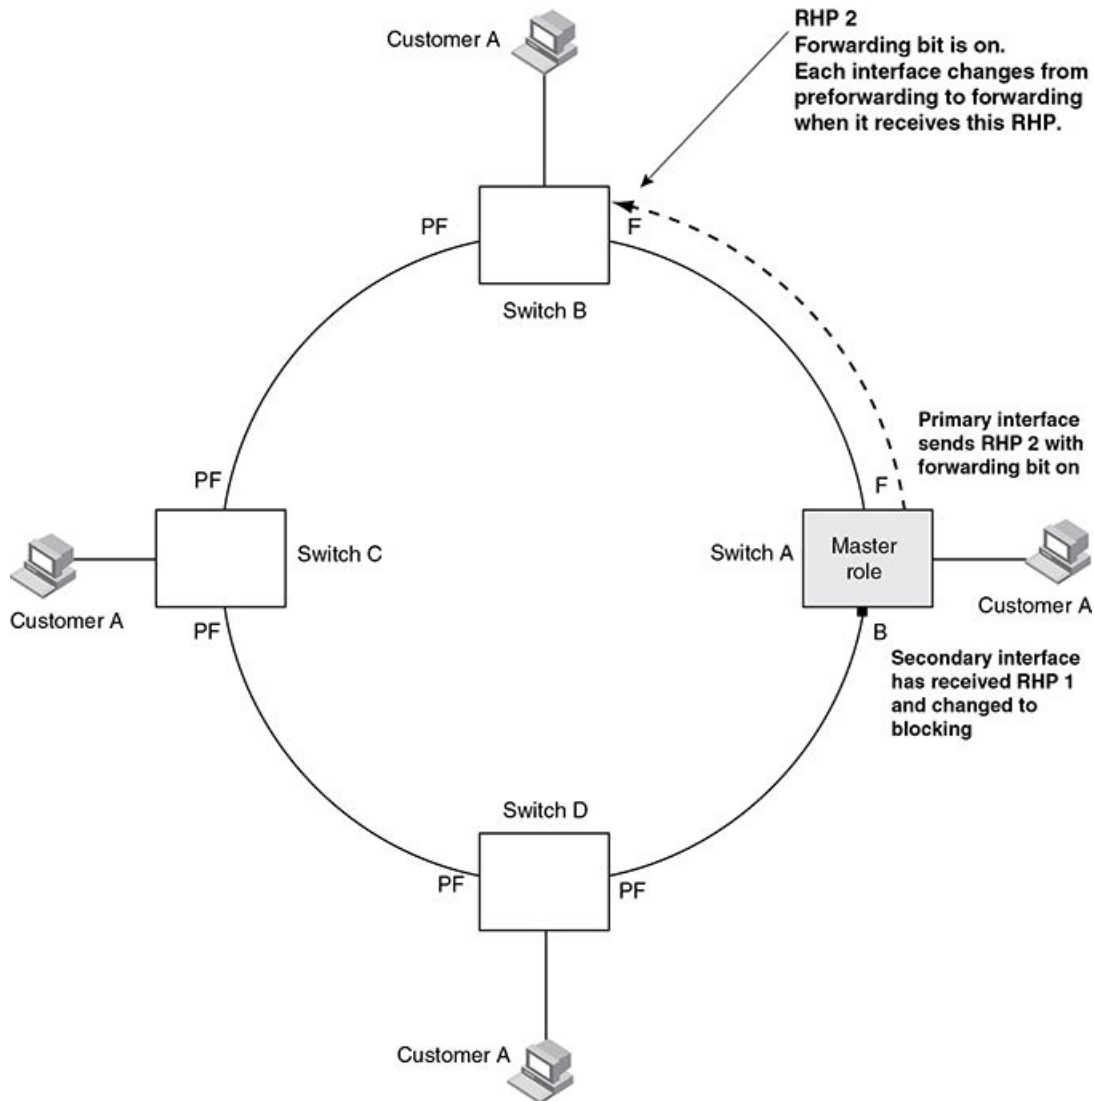 Customer A
RHP 2
Forwarding bit is on.
Each interface changes from
preforwarding to forwarding
when it receives this RHP.
PF
F
Switch B
Primary interface
sends RHP 2 with
forwarding bit on
PF
F
Switch C
Switch A
Master
role
Customer A
Customer A
PF
B
Secondary interface
has received RHP 1
and changed to
blocking
Switch D
PF
PF
Customer A